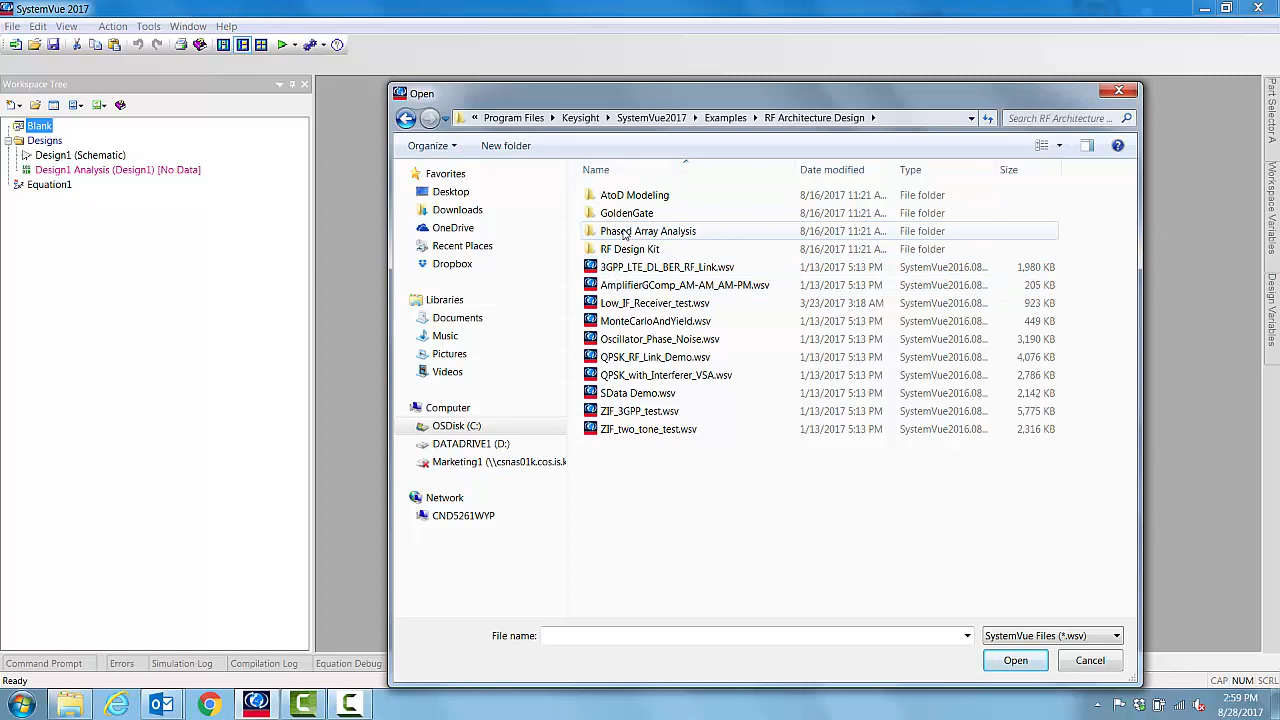 SystemVue 2017
File Edit View Action Tools Window Help
Workspace Tree
Blank
Designs
Design1 (Schematic)
Design1 Analysis (Design1) [No Data]
Equation1
Open
« Program Files Keysight SystemVue2017 Examples RF Architecture Design
Search RF Architecture ...
Organize New folder
Favorites
Desktop
Downloads
OneDrive
Recent Places
Dropbox
Libraries
Documents
Music
Pictures
Videos
Computer
OSDisk (C:)
DATADRIVE1 (D:)
Marketing1 (\\csnas01k.cos.is.k
Network
CND5261WYP
Name Date modified Type Size
AtoD Modeling 8/16/2017 11:21 A... File folder
GoldenGate 8/16/2017 11:21 A... File folder
Phased Array Analysis 8/16/2017 11:21 A... File folder
RF Design Kit 8/16/2017 11:21 A... File folder
3GPP_LTE_DL_BER_RF_Link.wsv 1/13/2017 5:13 PM SystemVue2016.08... 1,980 KB
AmplifierGComp_AM-AM_AM-PM.wsv 1/13/2017 5:13 PM SystemVue2016.08... 205 KB
Low_IF_Receiver_test.wsv 3/23/2017 3:18 AM SystemVue2016.08... 923 KB
MonteCarloAndYield.wsv 1/13/2017 5:13 PM SystemVue2016.08... 449 KB
Oscillator_Phase_Noise.wsv 1/13/2017 5:13 PM SystemVue2016.08... 3,190 KB
QPSK_RF_Link_Demo.wsv 1/13/2017 5:13 PM SystemVue2016.08... 4,076 KB
QPSK_with_Interferer_VSA.wsv 1/13/2017 5:13 PM SystemVue2016.08... 2,786 KB
SData Demo.wsv 1/13/2017 5:13 PM SystemVue2016.08... 2,142 KB
ZIF_3GPP_test.wsv 1/13/2017 5:13 PM SystemVue2016.08... 5,775 KB
ZIF_two_tone_test.wsv 1/13/2017 5:13 PM SystemVue2016.08... 2,316 KB
File name:
SystemVue Files (*.wsv)
Open Cancel
Part Selector A
Workspace Variables
Design Variables
Command Prompt Errors Simulation Log Compilation Log Equation Debug
Ready
CAP NUM SCRL
2:59 PM
8/28/2017